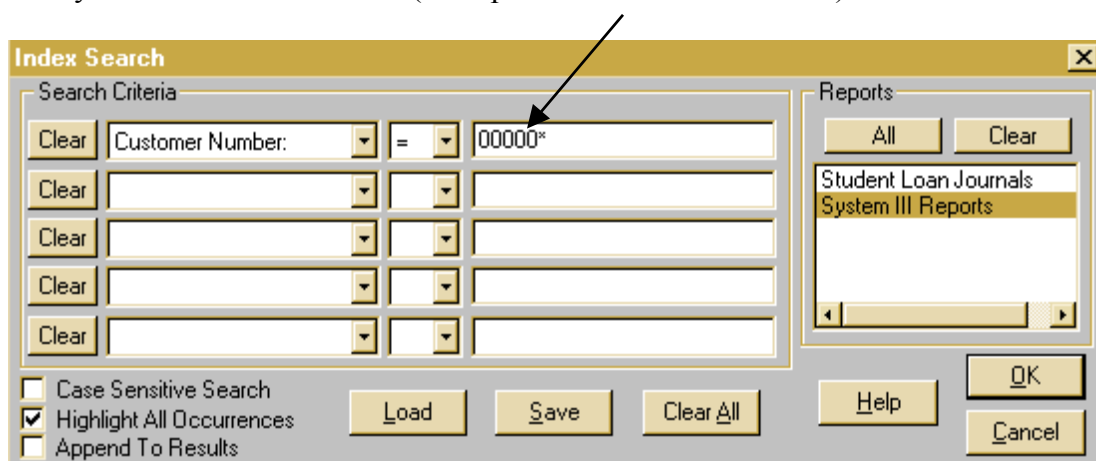 Index Search
Search Criteria
Reports
Clear Customer Number: = 00000*
All Clear
Clear
Student Loan Journals
System III Reports
Clear
Clear
Clear
Case Sensitive Search
Highlight All Occurrences
Append To Results
Load Save Clear All Help
OK
Cancel